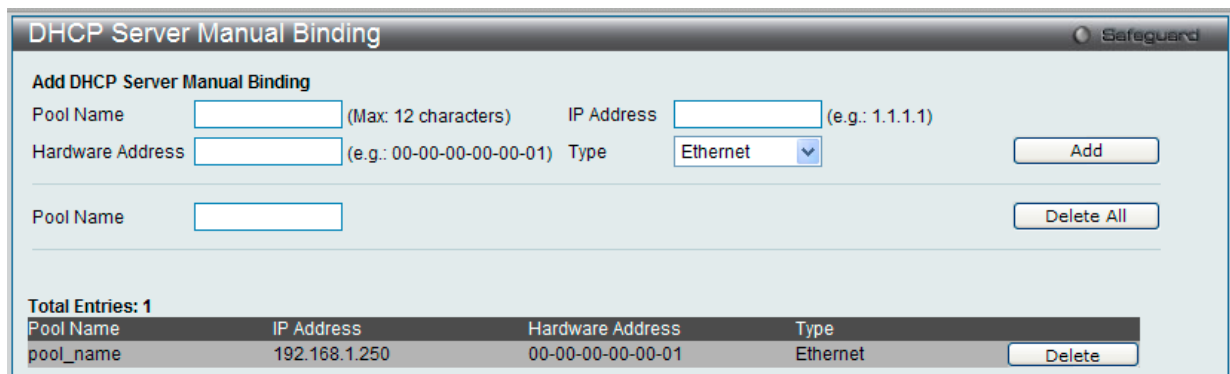 DHCP Server Manual Binding Safeguard
Add DHCP Server Manual Binding
Pool Name (Max: 12 characters) IP Address (e.g.: 1.1.1.1)
Hardware Address (e.g.: 00-00-00-00-00-01) Type Ethernet Add
Pool Name Delete All
Total Entries: 1
Pool Name IP Address Hardware Address Type
pool_name 192.168.1.250 00-00-00-00-00-01 Ethernet Delete